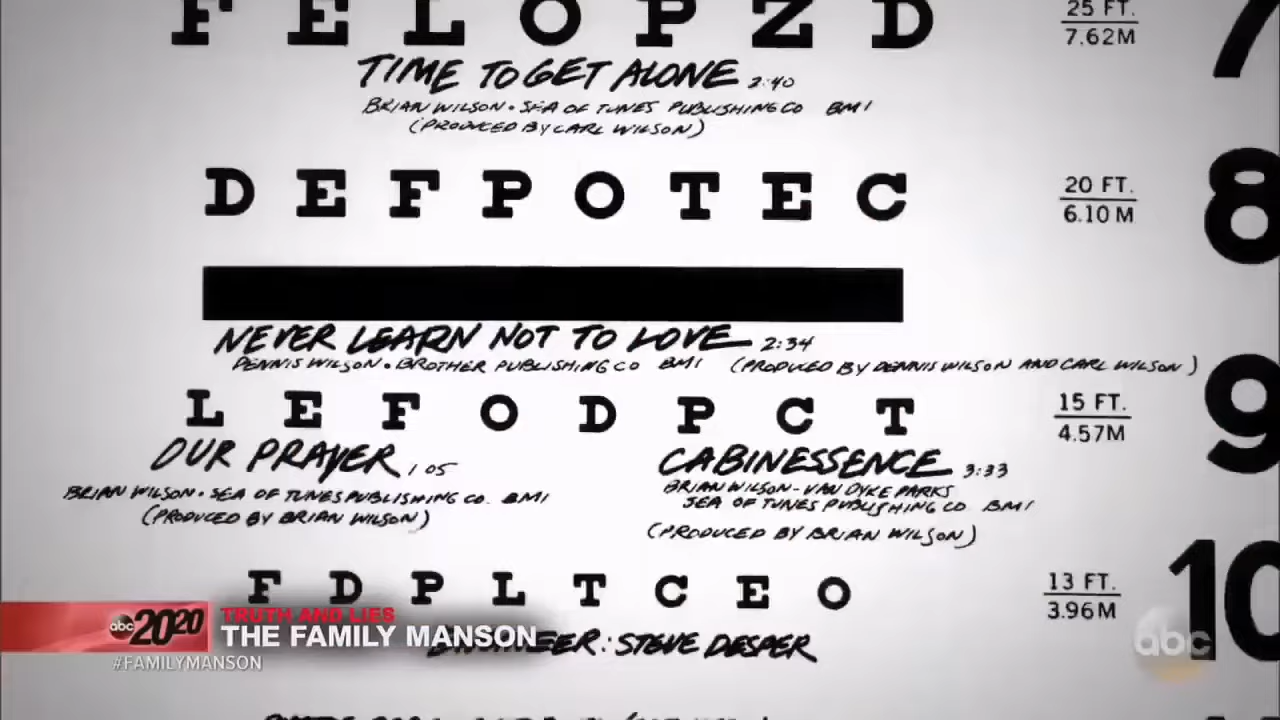 FELOPZD 25 FT. 7
7.62M
TIME TO GET ALONE 2:40
BRIAN WILSON • SEA OF TUNES PUBLISHING CO BMI
(PRODUCED BY CARL WILSON)
DEFPOTEC 20 FT. 8
6.10 M
NEVER LEARN NOT TO LOVE 2:34
DENNIS WILSON • BROTHER PUBLISHING CO BMI (PRODUCED BY DENNIS WILSON AND CARL WILSON)
LEFODPCT 15 FT. 9
4.57M
OUR PRAYER 1:05
BRIAN WILSON • SEA OF TUNES PUBLISHING CO. BMI
(PRODUCED BY BRIAN WILSON)
CABINESSENCE 3:33
BRIAN WILSON - VAN DYKE PARKS
SEA OF TUNES PUBLISHING CO BMI
(PRODUCED BY BRIAN WILSON)
FDPLTCEO 13 FT. 10
3.96M
ENGINEER: STEVE DESPER
abc 2020 TRUTH AND LIES
THE FAMILY MANSON
#FAMILYMANSON
abc